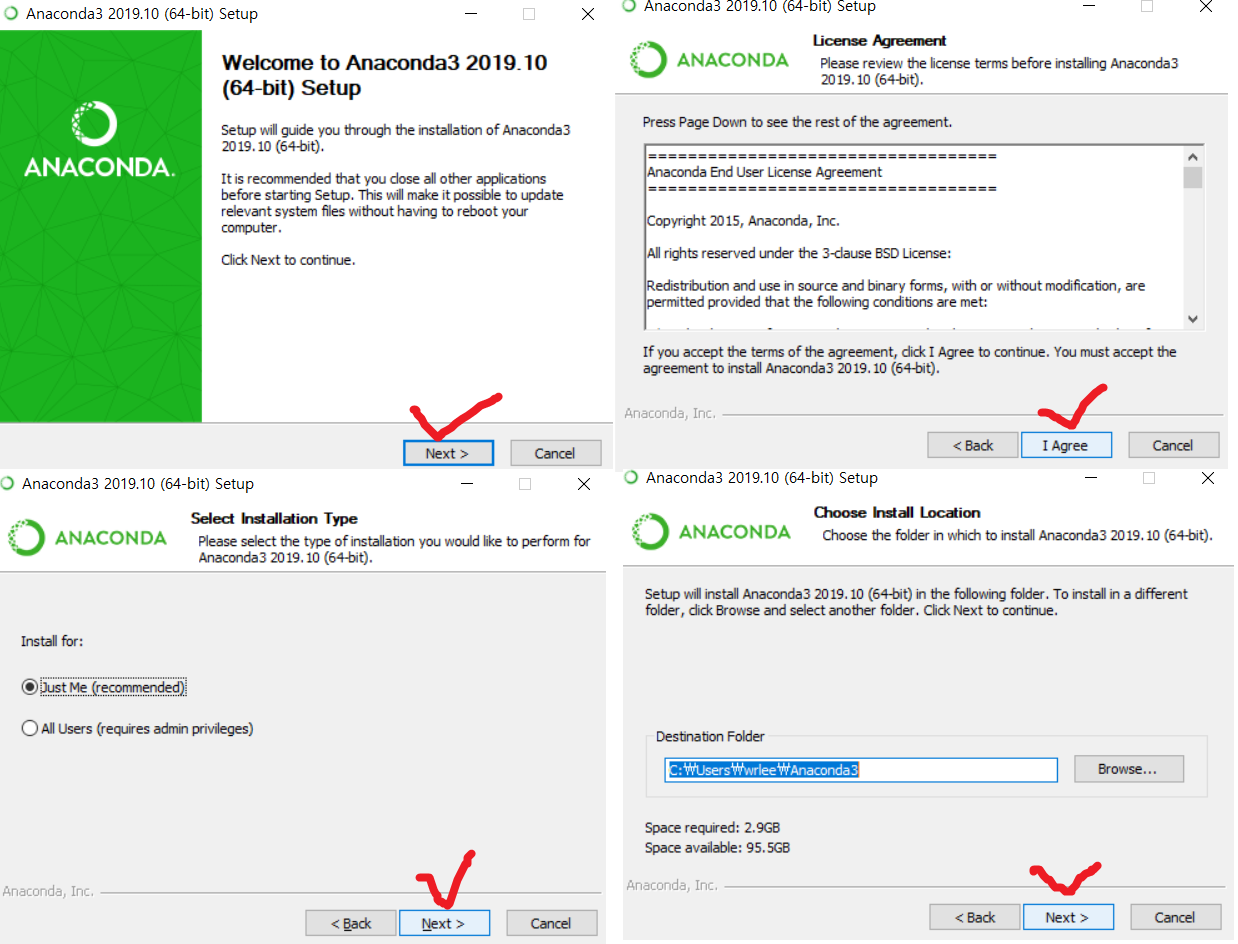 Anaconda3 2019.10 (64-bit) Setup
ANACONDA.
Welcome to Anaconda3 2019.10
(64-bit) Setup
Setup will guide you through the installation of Anaconda3
2019.10 (64-bit).
It is recommended that you close all other applications
before starting Setup. This will make it possible to update
relevant system files without having to reboot your
computer.
Click Next to continue.
Next >
Cancel
Anaconda3 2019.10 (64-bit) Setup
ANACONDA
License Agreement
Please review the license terms before installing Anaconda3
2019.10 (64-bit).
Press Page Down to see the rest of the agreement.
===================================
Anaconda End User License Agreement
===================================
Copyright 2015, Anaconda, Inc.
All rights reserved under the 3-clause BSD License:
Redistribution and use in source and binary forms, with or without modification, are
permitted provided that the following conditions are met:
If you accept the terms of the agreement, click I Agree to continue. You must accept the
agreement to install Anaconda3 2019.10 (64-bit).
Anaconda, Inc.
< Back
I Agree
Cancel
Anaconda3 2019.10 (64-bit) Setup
ANACONDA
Select Installation Type
Please select the type of installation you would like to perform for
Anaconda3 2019.10 (64-bit).
Install for:
Just Me (recommended)
All Users (requires admin privileges)
Anaconda, Inc.
< Back
Next >
Cancel
Anaconda3 2019.10 (64-bit) Setup
ANACONDA
Choose Install Location
Choose the folder in which to install Anaconda3 2019.10 (64-bit).
Setup will install Anaconda3 2019.10 (64-bit) in the following folder. To install in a different
folder, click Browse and select another folder. Click Next to continue.
Destination Folder
C:₩Users₩wrlee₩Anaconda3
Browse...
Space required: 2.9GB
Space available: 95.5GB
Anaconda, Inc.
< Back
Next >
Cancel